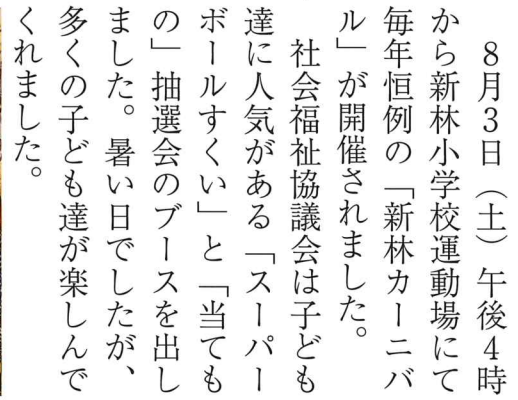 8月3日（土）午後4時
から新林小学校運動場にて
毎年恒例の「新林カーニバ
ル」が開催されました。
社会福祉協議会は子ども
達に人気がある「スーパー
ボールすくい」と「当ても
の」抽選会のブースを出し
ました。暑い日でしたが、
多くの子ども達が楽しんで
くれました。